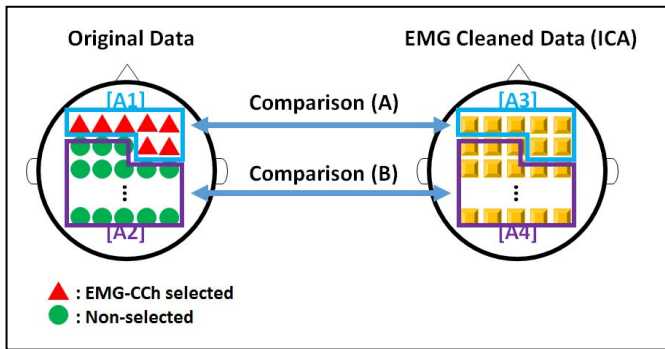 Original Data
EMG Cleaned Data (ICA)
[A1]
Comparison (A)
[A3]
Comparison (B)
[A2]
[A4]
: EMG-CCh selected
: Non-selected